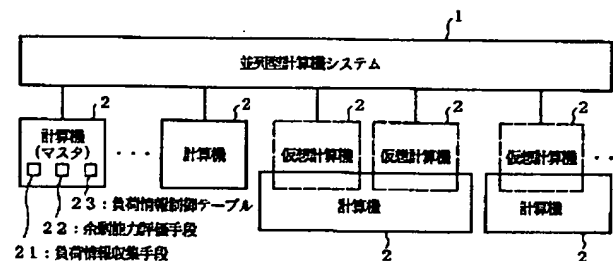 1
並列型計算機システム
2 2 2 2 2
計算機
(マスタ)
・・・
計算機
仮想計算機
仮想計算機
仮想計算機
・・
計算機
計算機
2 2
23：負荷情報制御テーブル
22：余剰能力評価手段
21：負荷情報収集手段